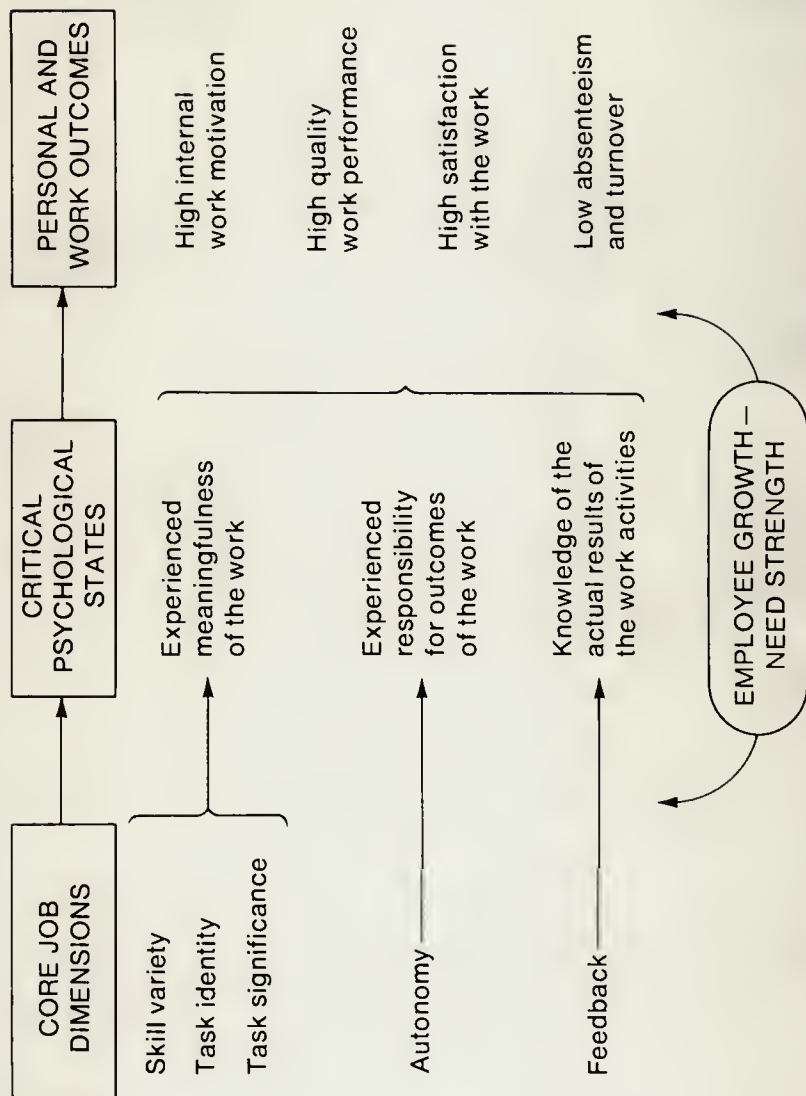 CORE JOB
DIMENSIONS
CRITICAL
PSYCHOLOGICAL
STATES
PERSONAL AND
WORK OUTCOMES
Skill variety
Task identity
Task significance
Experienced
meaningfulness
of the work
High internal
work motivation
High quality
work performance
Autonomy
Experienced
responsibility
for outcomes
of the work
High satisfaction
with the work
Feedback
Knowledge of the
actual results of
the work activities
Low absenteeism
and turnover
EMPLOYEE GROWTH—
NEED STRENGTH